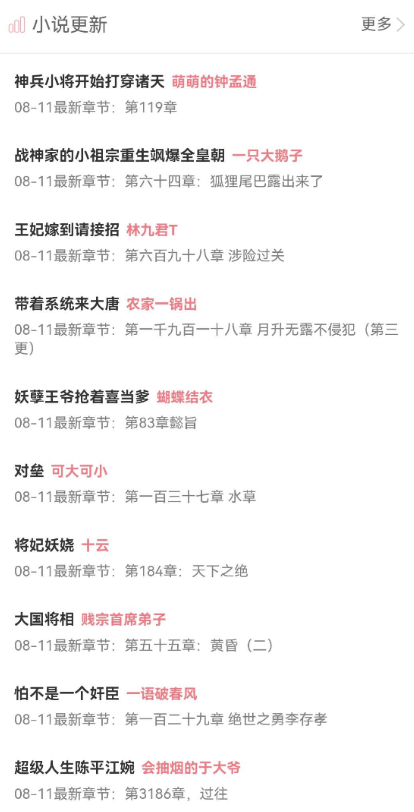 小说更新 更多
神兵小将开始打穿诸天 萌萌的钟孟通
08-11最新章节：第119章
战神家的小祖宗重生飒爆全皇朝 一只大鹅子
08-11最新章节：第六十四章：狐狸尾巴露出来了
王妃嫁到请接招 林九君T
08-11最新章节：第六百九十八章 涉险过关
带着系统来大唐 农家一锅出
08-11最新章节：第一千九百一十八章 月升无露不侵犯（第三
更）
妖孽王爷抢着喜当爹 蝴蝶结衣
08-11最新章节：第83章懿旨
对垒 可大可小
08-11最新章节：第一百三十七章 水草
将妃妖娆 十云
08-11最新章节：第184章：天下之绝
大国将相 贱宗首席弟子
08-11最新章节：第五十五章：黄昏（二）
怕不是一个奸臣 一语破春风
08-11最新章节：第一百二十九章 绝世之勇李存孝
超级人生陈平江婉 会抽烟的于大爷
08-11最新章节：第3186章，过往